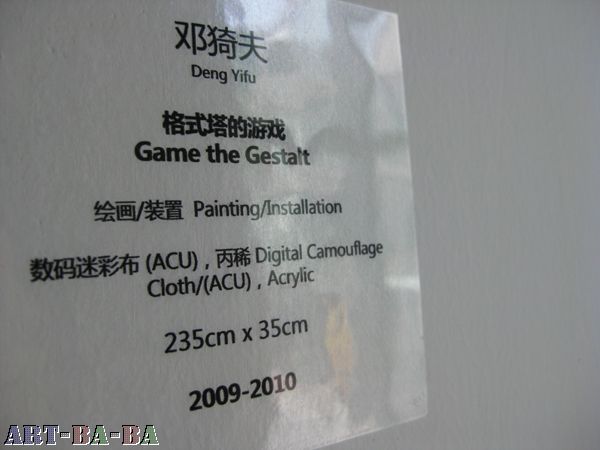 邓猗夫
Deng Yifu
格式塔的游戏
Game the Gestalt
绘画/装置 Painting/Installation
数码迷彩布 (ACU) , 丙稀 Digital Camouflage
Cloth/(ACU) , Acrylic
235cm x 35cm
2009-2010
ART-BA-BA